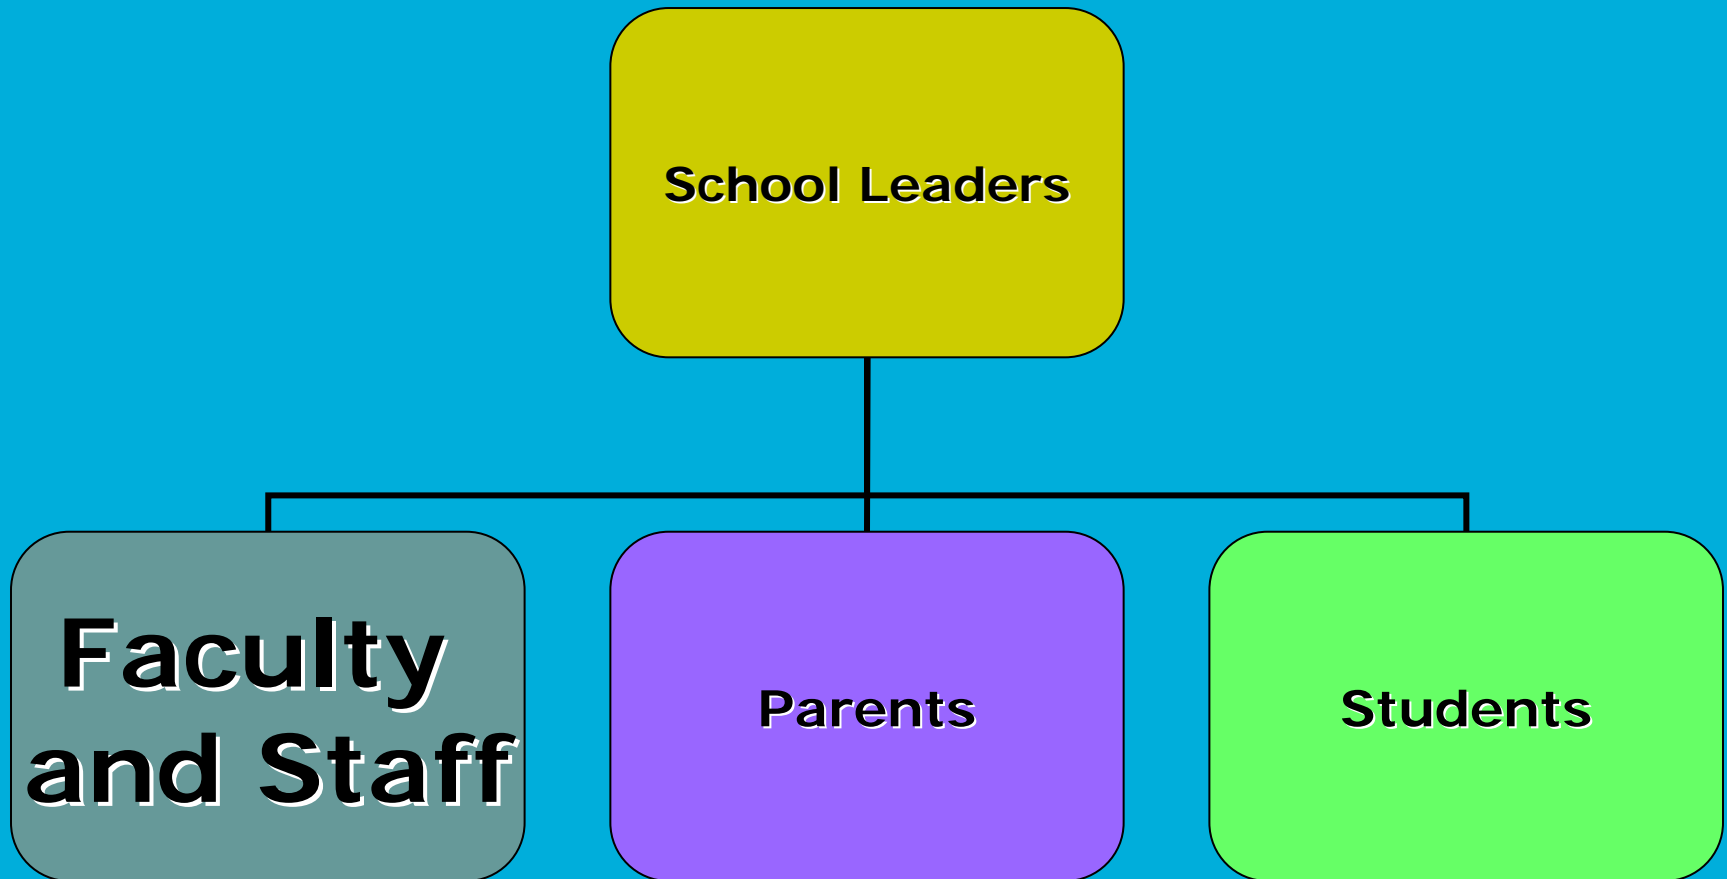 School Leaders
Faculty
and Staff
Parents
Students